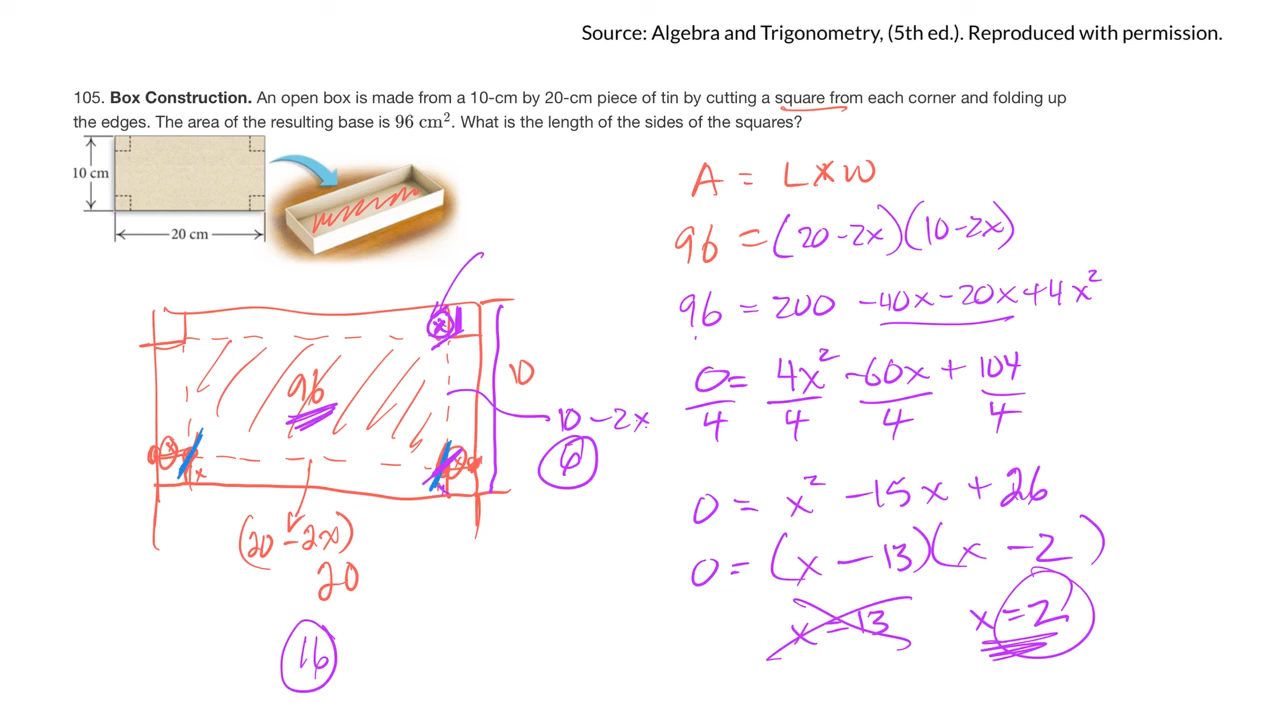 Source: Algebra and Trigonometry, (5th ed.). Reproduced with permission.
105. Box Construction. An open box is made from a 10-cm by 20-cm piece of tin by cutting a square from each corner and folding up
the edges. The area of the resulting base is 96 cm². What is the length of the sides of the squares?
10 cm
20 cm
A = L x W
96 = (20 - 2x)(10 - 2x)
96 = 200 - 40x - 20x + 4x²
0/4 = 4x²/4 - 60x/4 + 104/4
0 = x² - 15x + 26
0 = (x - 13)(x - 2)
x = 13
x = 2
x
10
96
10 - 2x
6
x
x
x
x
(20 - 2x)
20
16